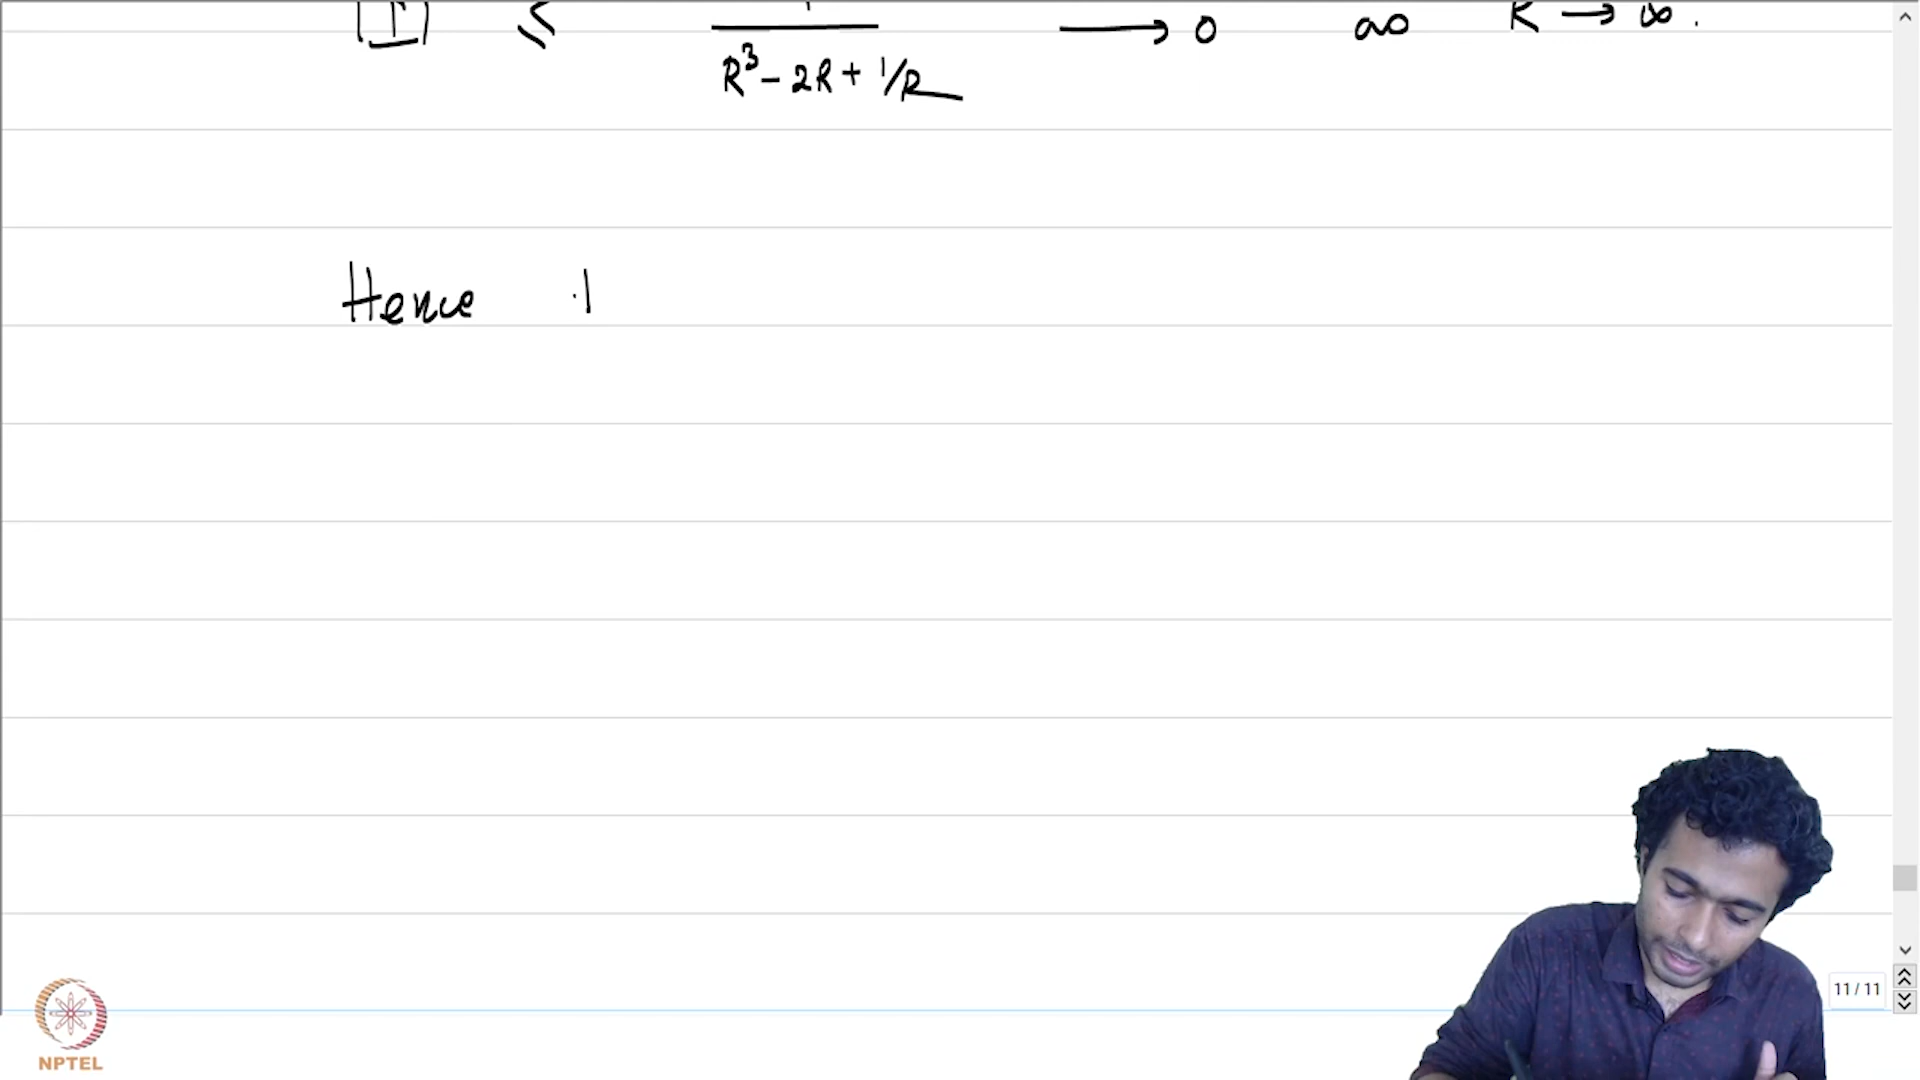 |I| ≤ ⟶ 0 as R → ∞.
R³ - 2R + 1/R
Hence
11 / 11
NPTEL